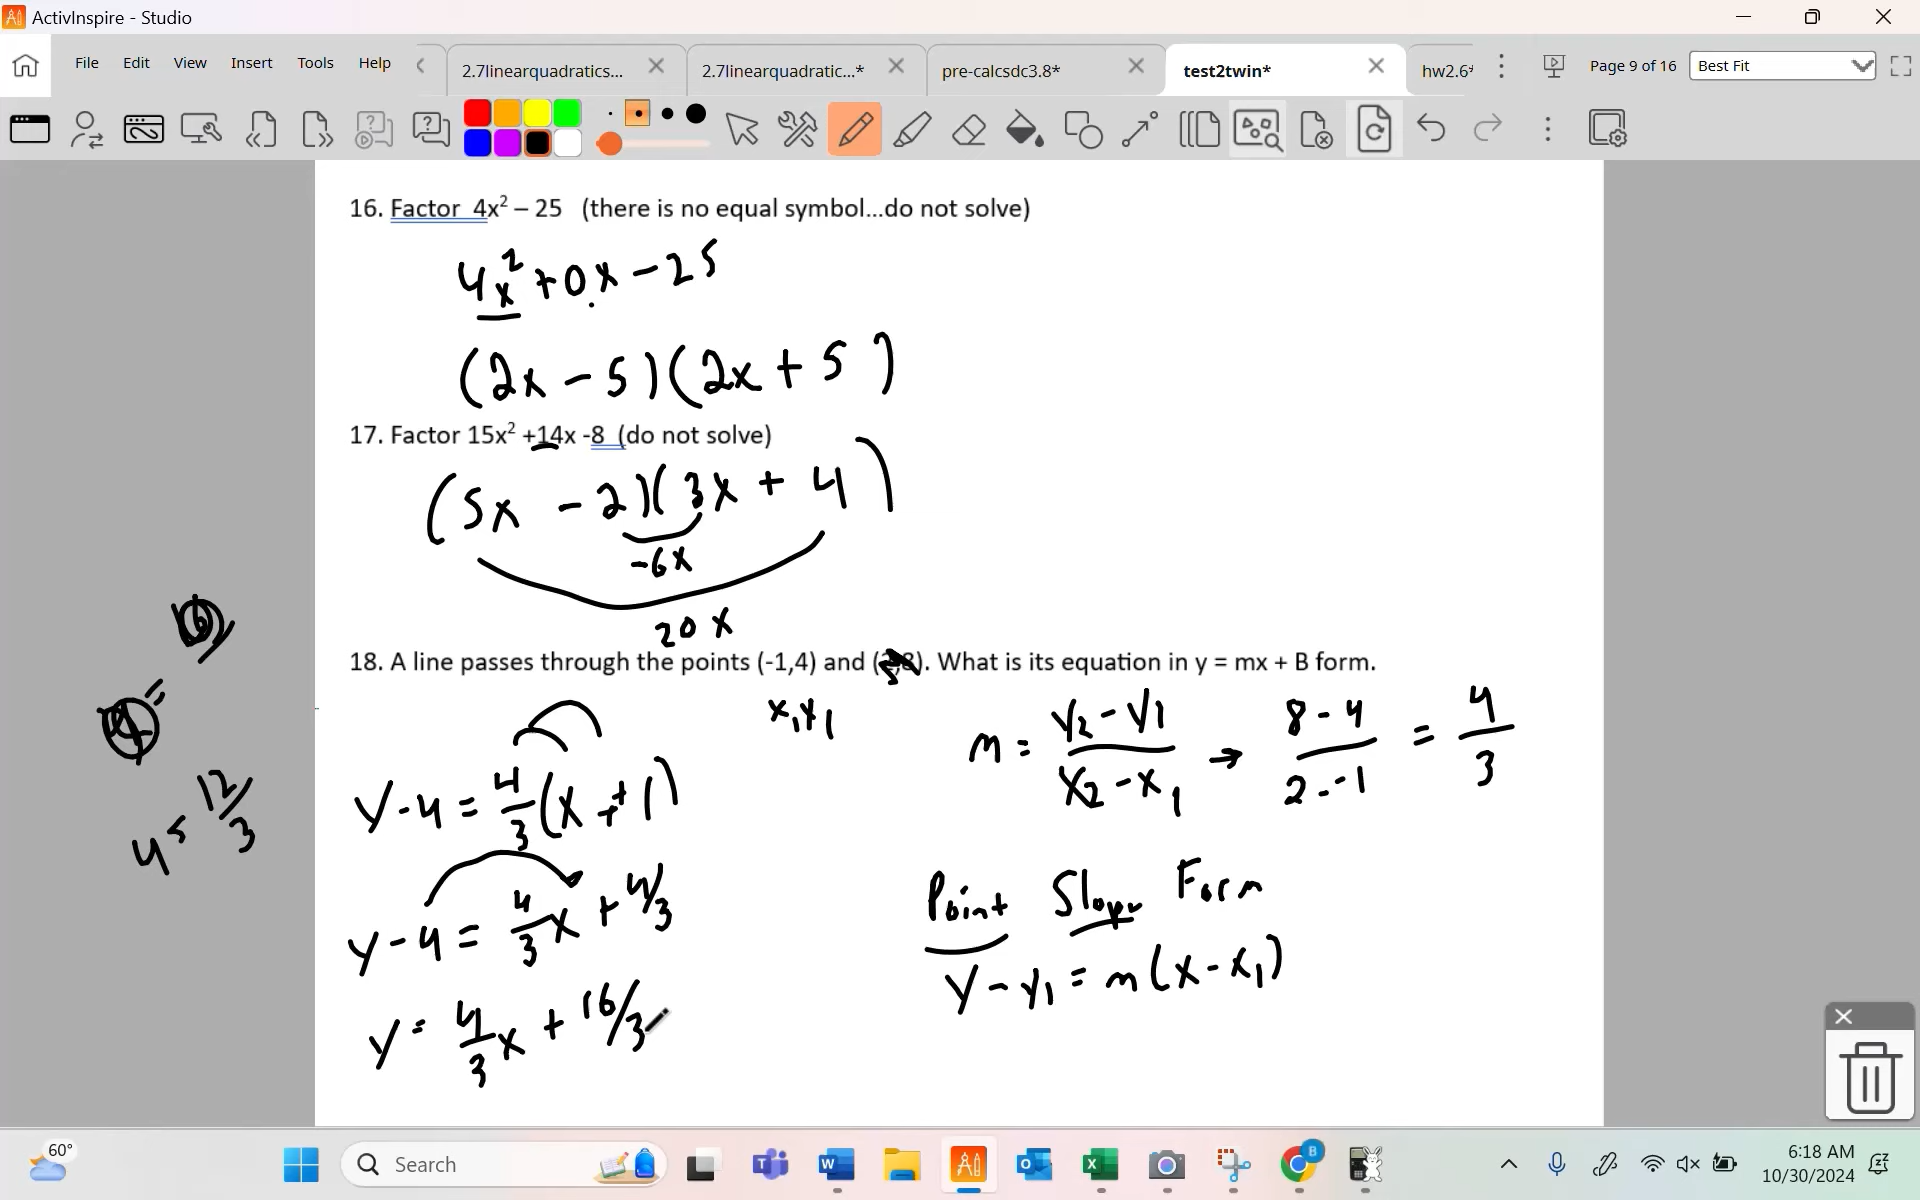 ActivInspire - Studio
File Edit View Insert Tools Help
2.7linearquadratics...
2.7linearquadratic...*
pre-calcsdc3.8*
test2twin*
hw2.6*
Page 9 of 16
Best Fit
16. Factor 4x² – 25 (there is no equal symbol...do not solve)
4x² + 0x - 25
(2x - 5)(2x + 5)
17. Factor 15x² +14x -8 (do not solve)
(5x - 2)(3x + 4)
-6x
20x
18. A line passes through the points (-1,4) and (2,8). What is its equation in y = mx + B form.
x₁y₁
m = y₂ - y₁ / x₂ - x₁ → 8 - 4 / 2 - -1 = 4/3
y - 4 = 4/3 (x + 1)
4 = 12/3
y - 4 = 4/3 x + 4/3
Point Slope Form
y - y₁ = m(x - x₁)
y = 4/3 x + 16/3
60°
Search
6:18 AM
10/30/2024